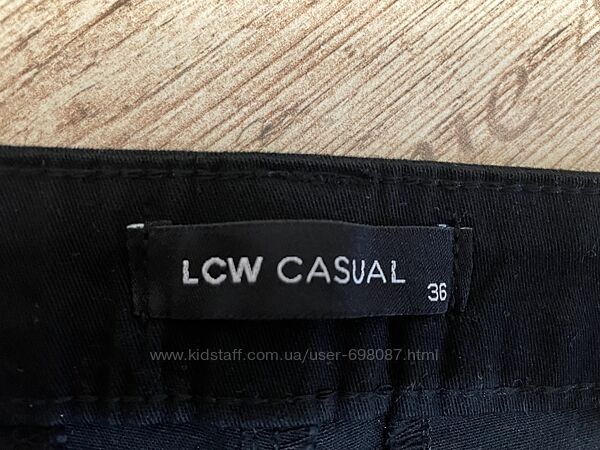 LCW CASUAL
36
www.kidstaff.com.ua/user-698087.html